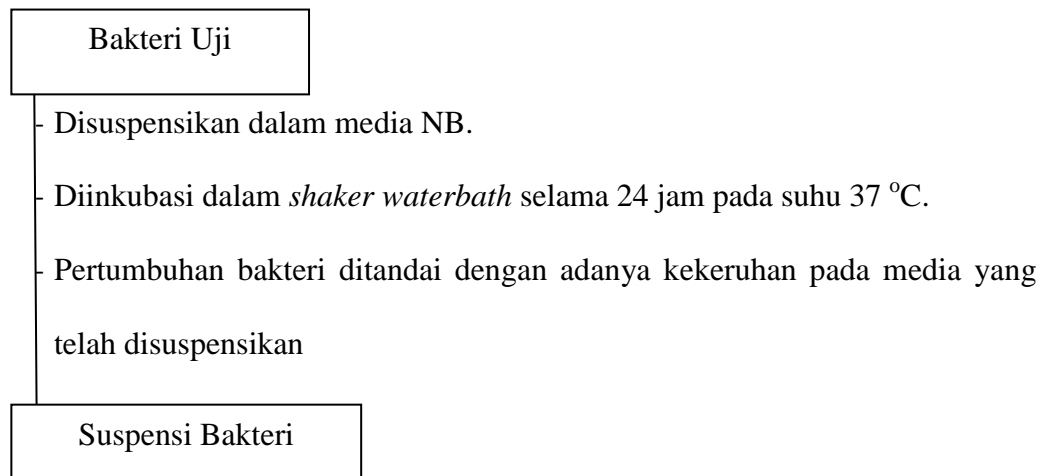 Bakteri Uji
- Disuspensikan dalam media NB.
- Diinkubasi dalam shaker waterbath selama 24 jam pada suhu 37 °C.
- Pertumbuhan bakteri ditandai dengan adanya kekeruhan pada media yang
telah disuspensikan
Suspensi Bakteri